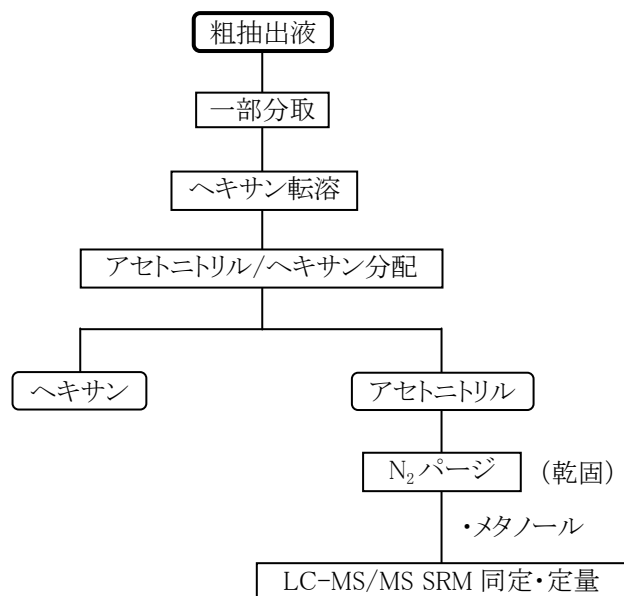 粗抽出液
一部分取
ヘキサン転溶
アセトニトリル/ヘキサン分配
ヘキサン
アセトニトリル
N₂パージ (乾固)
・メタノール
LC-MS/MS SRM 同定・定量